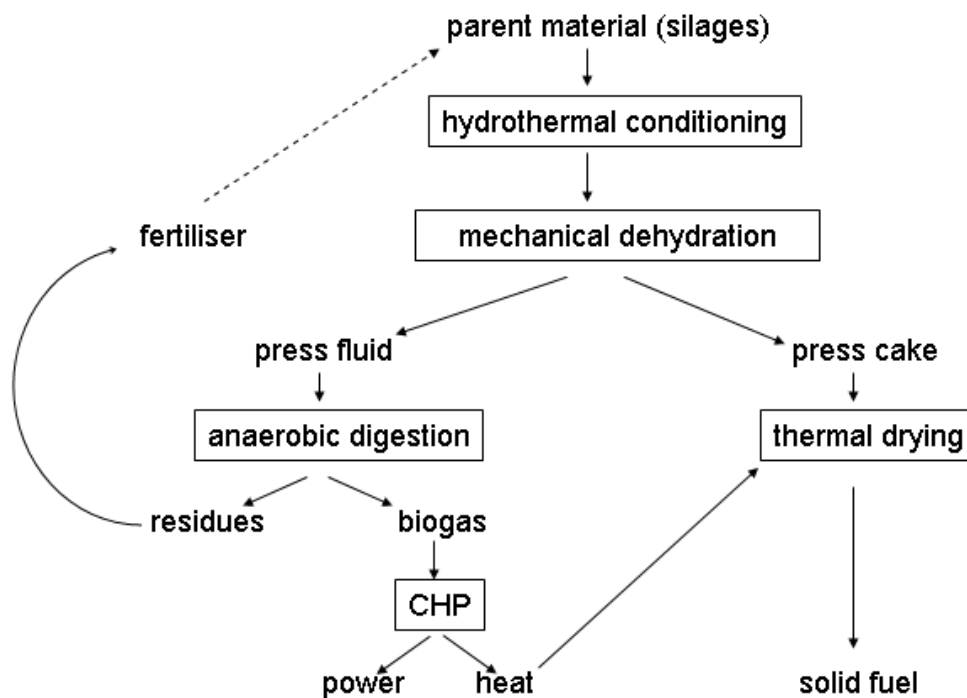 parent material (silages)
hydrothermal conditioning
fertiliser
mechanical dehydration
press fluid
press cake
anaerobic digestion
thermal drying
residues
biogas
CHP
power
heat
solid fuel